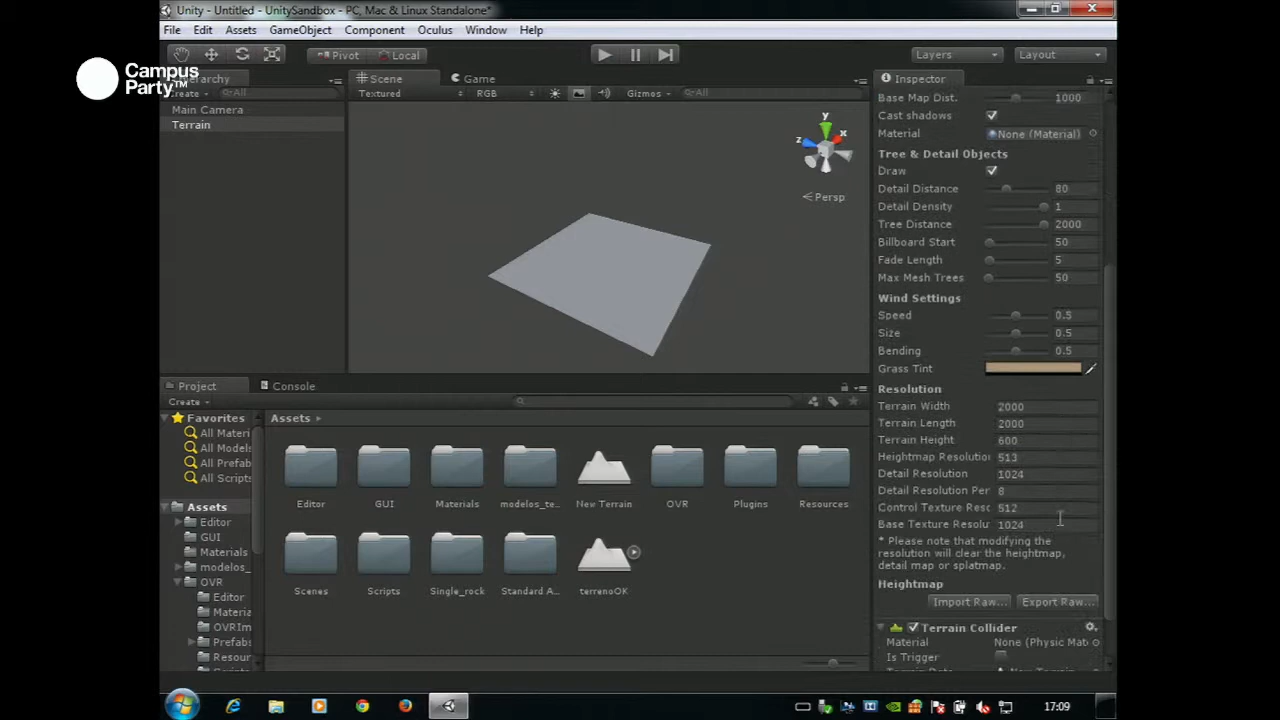 Unity - Untitled - UnitySandbox - PC, Mac & Linux Standalone*
File Edit Assets GameObject Component Oculus Window Help
Pivot Local Layers Layout
Campus
Party™
Hierarchy
Create All
Main Camera
Terrain
Scene Game
Textured RGB Gizmos All
y
x
z
Persp
Inspector
Base Map Dist. 1000
Cast shadows
Material None (Material)
Tree & Detail Objects
Draw
Detail Distance 80
Detail Density 1
Tree Distance 2000
Billboard Start 50
Fade Length 5
Max Mesh Trees 50
Wind Settings
Speed 0.5
Size 0.5
Bending 0.5
Grass Tint
Resolution
Terrain Width 2000
Terrain Length 2000
Terrain Height 600
Heightmap Resolution 513
Detail Resolution 1024
Detail Resolution Per 8
Control Texture Reso 512
Base Texture Resolu 1024
* Please note that modifying the
resolution will clear the heightmap,
detail map or splatmap.
Heightmap
Import Raw... Export Raw...
Terrain Collider
Material None (Physic Mat
Is Trigger
Project Console
Create
Favorites
All Materi
All Models
All Prefab
All Scripts
Assets
Editor
GUI
Materials
modelos_
OVR
Editor
Materia
OVRIm
Prefabs
Resour
Assets
Editor GUI Materials modelos_te... New Terrain OVR Plugins Resources
Scenes Scripts Single_rock Standard A... terrenoOK
17:09